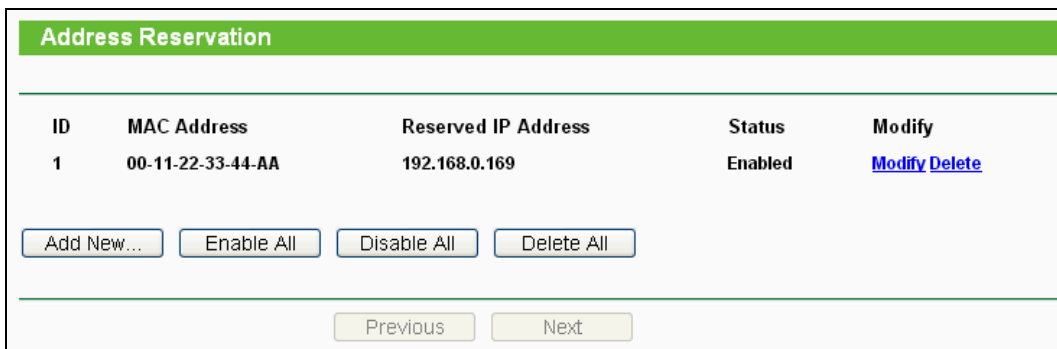 Address Reservation
ID MAC Address Reserved IP Address Status Modify
1 00-11-22-33-44-AA 192.168.0.169 Enabled Modify Delete
Add New... Enable All Disable All Delete All
Previous Next